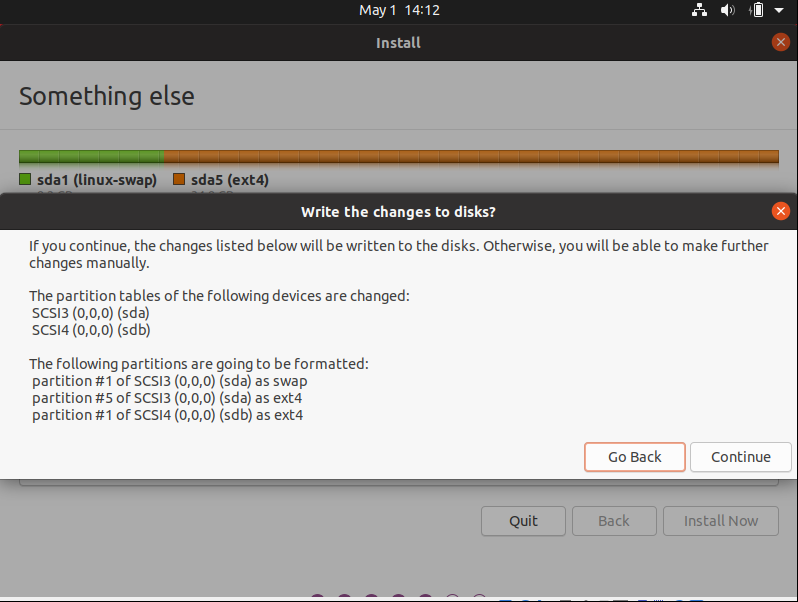 May 1 14:12
Install
Something else
sda1 (linux-swap) sda5 (ext4)
Write the changes to disks?
If you continue, the changes listed below will be written to the disks. Otherwise, you will be able to make further
changes manually.
The partition tables of the following devices are changed:
SCSI3 (0,0,0) (sda)
SCSI4 (0,0,0) (sdb)
The following partitions are going to be formatted:
partition #1 of SCSI3 (0,0,0) (sda) as swap
partition #5 of SCSI3 (0,0,0) (sda) as ext4
partition #1 of SCSI4 (0,0,0) (sdb) as ext4
Go Back Continue
Quit Back Install Now